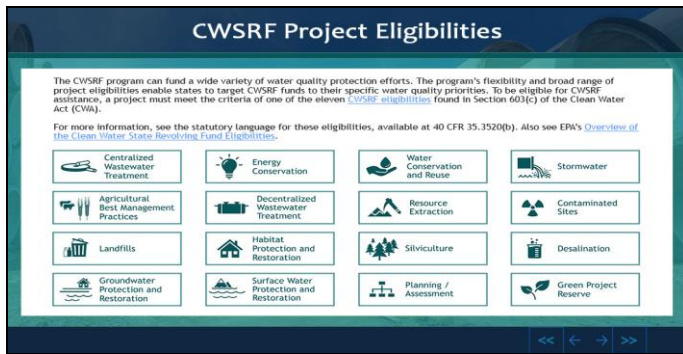 CWSRF Project Eligibilities
The CWSRF program can fund a wide variety of water quality protection efforts. The program's flexibility and broad range of
project eligibilities enable states to target CWSRF funds to their specific water quality priorities. To be eligible for CWSRF
assistance, a project must meet the criteria of one of the eleven CWSRF eligibilities found in Section 603(c) of the Clean Water
Act (CWA).
For more information, see the statutory language for these eligibilities, available at 40 CFR 35.3520(b). Also see EPA's Overview of
the Clean Water State Revolving Fund Eligibilities.
Centralized
Wastewater
Treatment
Energy
Conservation
Water
Conservation
and Reuse
Stormwater
Agricultural
Best Management
Practices
Decentralized
Wastewater
Treatment
Resource
Extraction
Contaminated
Sites
Landfills
Habitat
Protection and
Restoration
Silviculture
Desalination
Groundwater
Protection and
Restoration
Surface Water
Protection and
Restoration
Planning /
Assessment
Green Project
Reserve
<< ← → >>